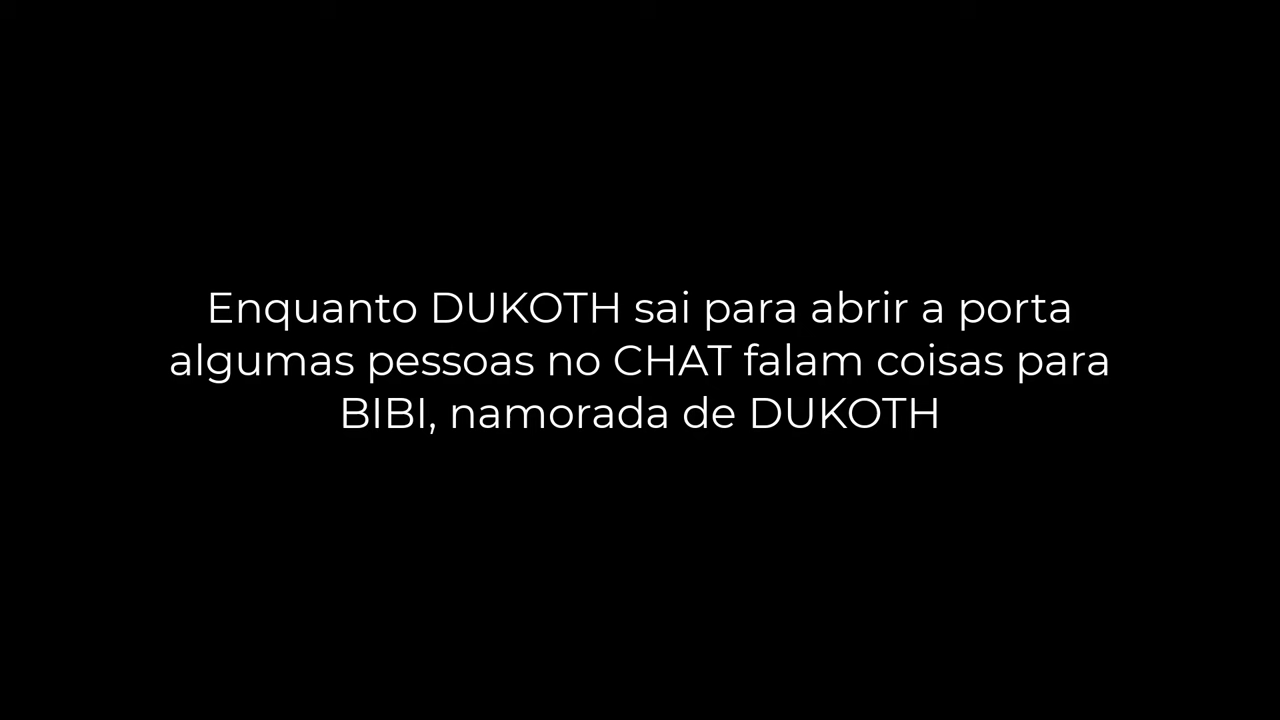 Enquanto DUKOTH sai para abrir a porta
algumas pessoas no CHAT falam coisas para
BIBI, namorada de DUKOTH